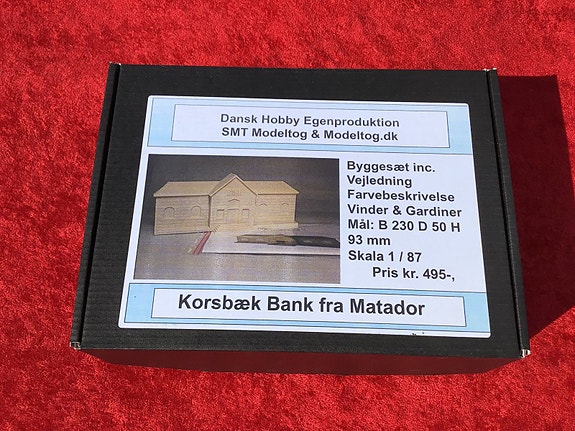 Dansk Hobby Egenproduktion
SMT Modeltog & Modeltog.dk
Byggesæt inc.
Vejledning
Farvebeskrivelse
Vinder & Gardiner
Mål: B 230 D 50 H
93 mm
Skala 1 / 87
Pris kr. 495-,
Korsbæk Bank fra Matador